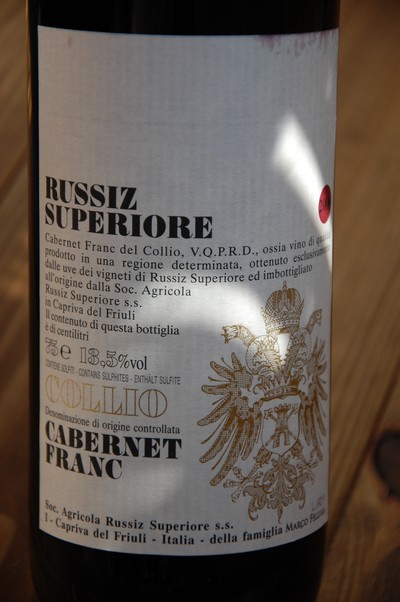 RUSSIZ
SUPERIORE
Cabernet Franc del Collio, V.Q.P.R.D., ossia vino di
prodotto in una regione determinata, ottenuto
dalle uve dei vigneti di Russiz Superiore ed imbottigliato
all'origine dalla Soc. Agricola
Russiz Superiore s.s.
in Capriva del Friuli
Il contenuto di questa bottiglia
è di centilitri
75 e 13,5%vol
CONTIENE SOLFITI - CONTAINS SULPHITES - ENTHÄLT SULFITE
COLLIO
Denominazione di origine controllata
CABERNET
FRANC
Soc. Agricola Russiz Superiore s.s.
I - Capriva del Friuli - Italia - della famiglia MARCO